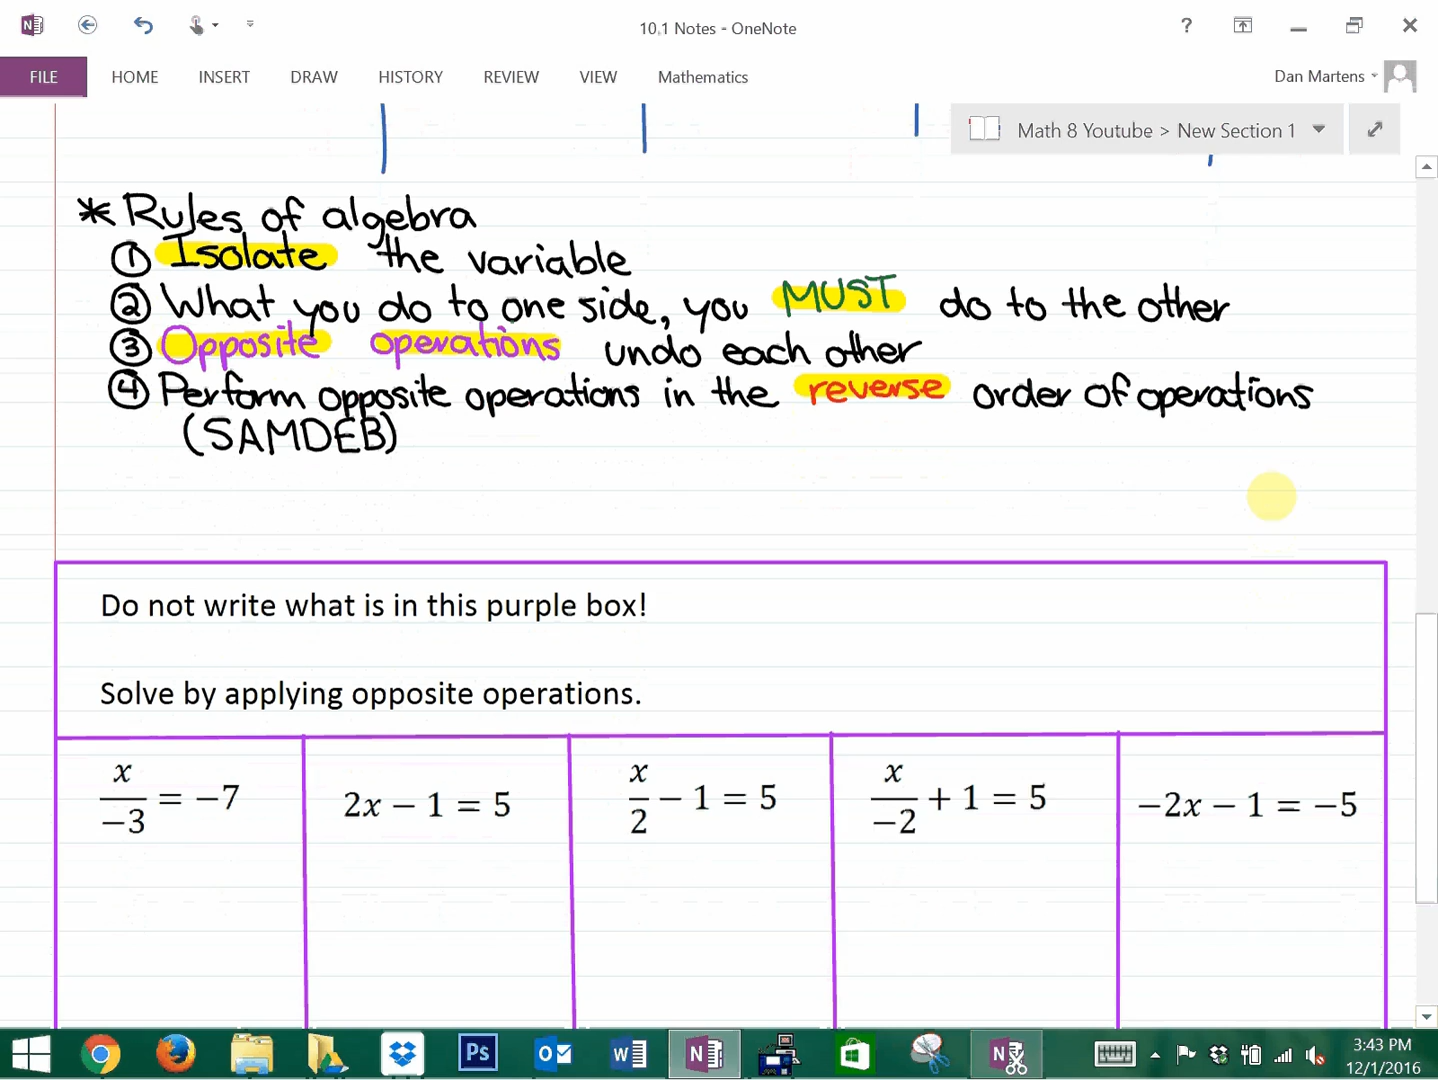 10.1 Notes - OneNote
?
FILE HOME INSERT DRAW HISTORY REVIEW VIEW Mathematics
Dan Martens
Math 8 Youtube > New Section 1
* Rules of algebra
① Isolate the variable
② What you do to one side, you MUST do to the other
③ Opposite operations undo each other
④ Perform opposite operations in the reverse order of operations
(SAMDEB)
Do not write what is in this purple box!
Solve by applying opposite operations.
x/-3 = -7
2x - 1 = 5
x/2 - 1 = 5
x/-2 + 1 = 5
-2x - 1 = -5
3:43 PM
12/1/2016